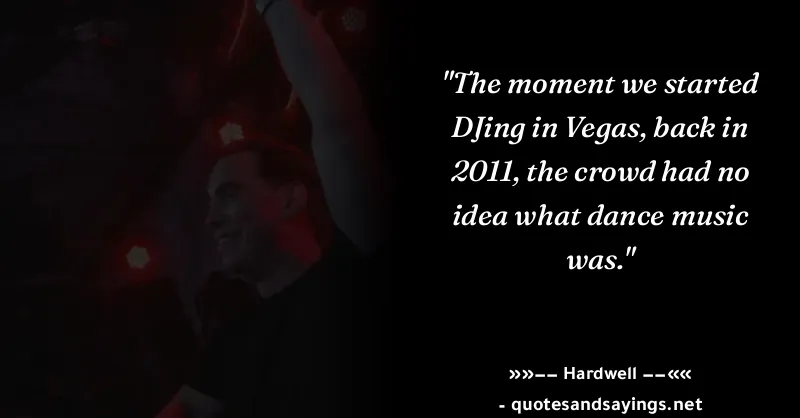 "The moment we started
DJing in Vegas, back in
2011, the crowd had no
idea what dance music
was."
»»−− Hardwell −−««
- quotesandsayings.net